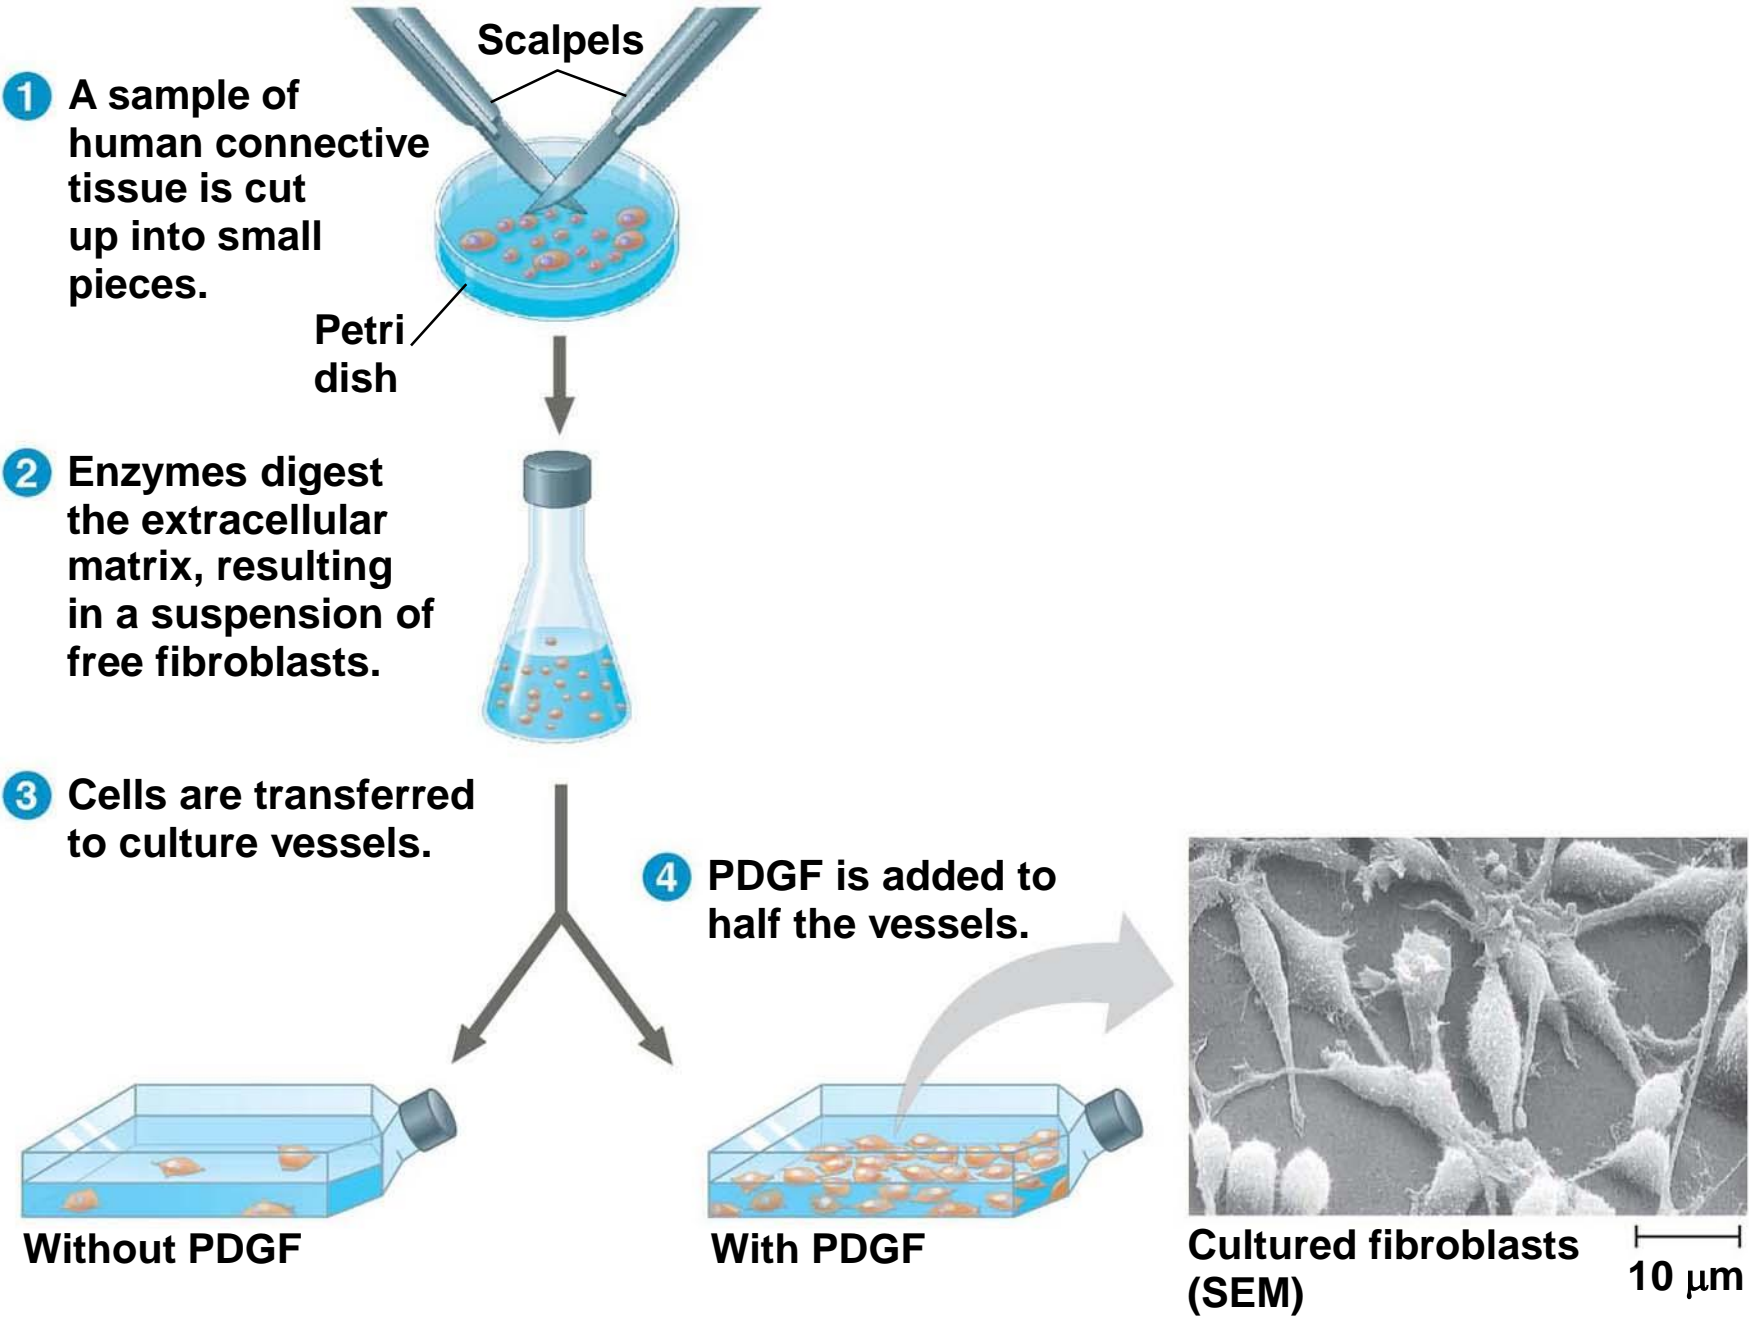 Scalpels
1 A sample of
human connective
tissue is cut
up into small
pieces.
Petri
dish
2 Enzymes digest
the extracellular
matrix, resulting
in a suspension of
free fibroblasts.
3 Cells are transferred
to culture vessels.
4 PDGF is added to
half the vessels.
Without PDGF
With PDGF
Cultured fibroblasts
(SEM)
10 μm